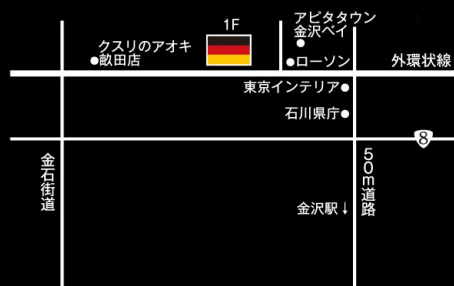 1F
アピタタウン
金沢ベイ
クスリのアオキ
畝田店
ローソン
外環状線
東京インテリア
石川県庁
8
金石街道
50m道路
金沢駅↓